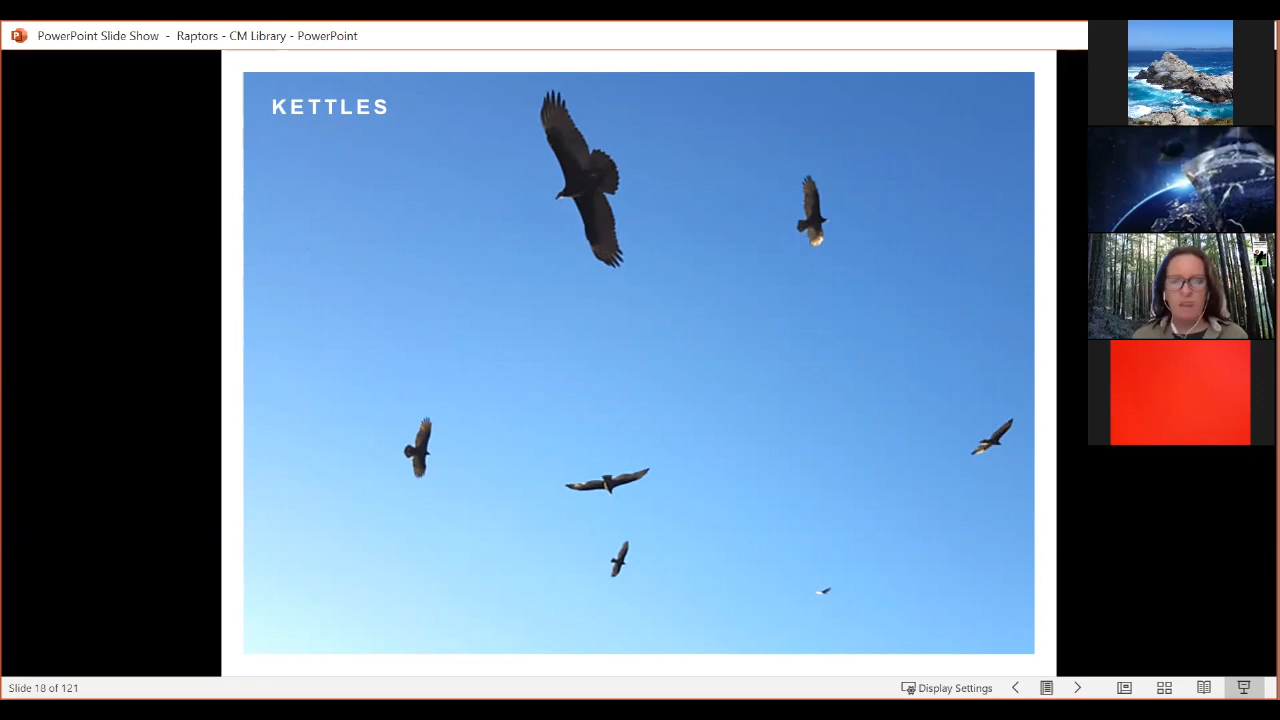 PowerPoint Slide Show - Raptors - CM Library - PowerPoint
KETTLES
Slide 18 of 121
Display Settings